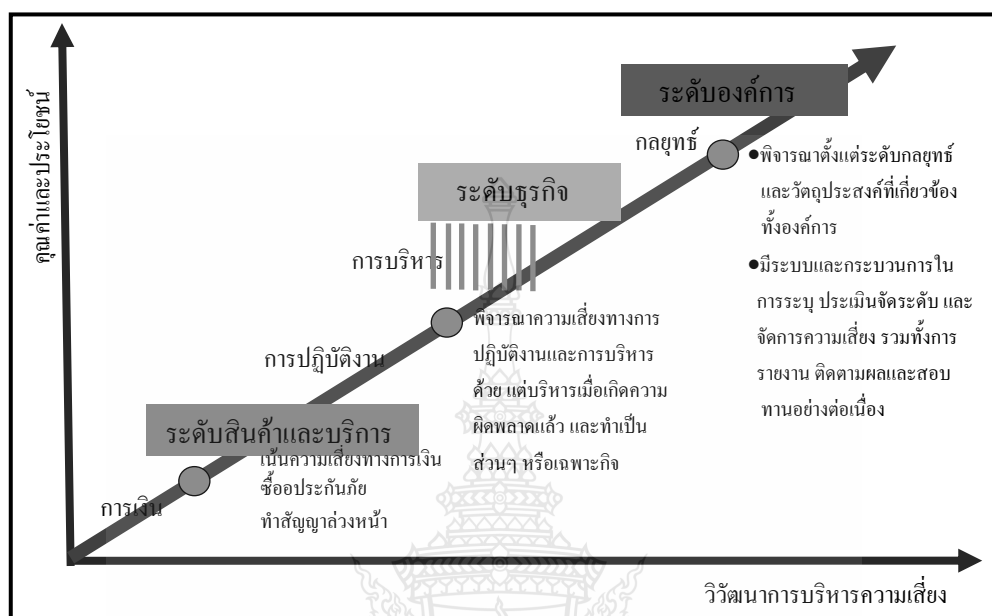 คุณค่าและประโยชน์
ระดับองค์การ
กลยุทธ์
●พิจารณาตั้งแต่ระดับกลยุทธ์
และวัตถุประสงค์ที่เกี่ยวข้อง
ทั้งองค์การ
●มีระบบและกระบวนการใน
การระบุ ประเมินจัดระดับ และ
จัดการความเสี่ยง รวมทั้งการ
รายงาน ติดตามผลและสอบ
ทานอย่างต่อเนื่อง
ระดับธุรกิจ
การบริหาร
พิจารณาความเสี่ยงทางการ
ปฏิบัติงานและการบริหาร
ด้วย แต่บริหารเมื่อเกิดความ
ผิดพลาดแล้ว และทำเป็น
ส่วนๆ หรือเฉพาะกิจ
การปฏิบัติงาน
ระดับสินค้าและบริการ
เน้นความเสี่ยงทางการเงิน
ซื้ออประกันภัย
ทำสัญญาล่วงหน้า
การเงิน
วิวัฒนาการบริหารความเสี่ยง